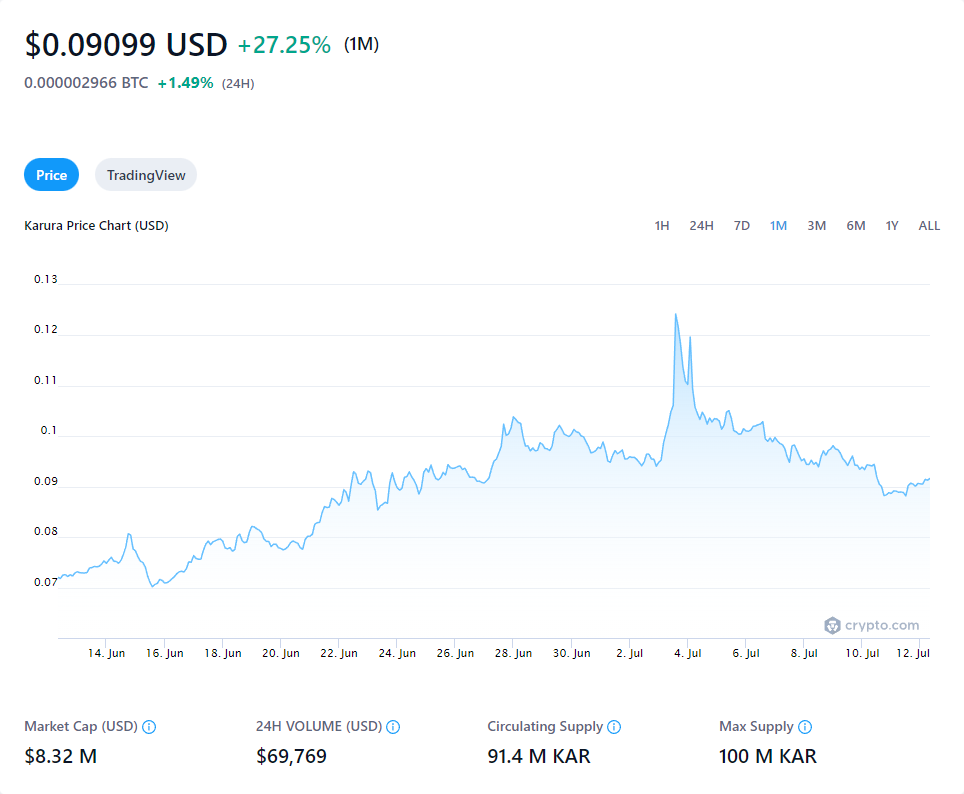 $0.09099 USD +27.25% (1M)
0.000002966 BTC +1.49% (24H)
Price TradingView
Karura Price Chart (USD) 1H 24H 7D 1M 3M 6M 1Y ALL
0.13
0.12
0.11
0.1
0.09
0.08
0.07
crypto.com
14. Jun 16. Jun 18. Jun 20. Jun 22. Jun 24. Jun 26. Jun 28. Jun 30. Jun 2. Jul 4. Jul 6. Jul 8. Jul 10. Jul 12. Jul
Market Cap (USD) 24H VOLUME (USD) Circulating Supply Max Supply
$8.32 M $69,769 91.4 M KAR 100 M KAR